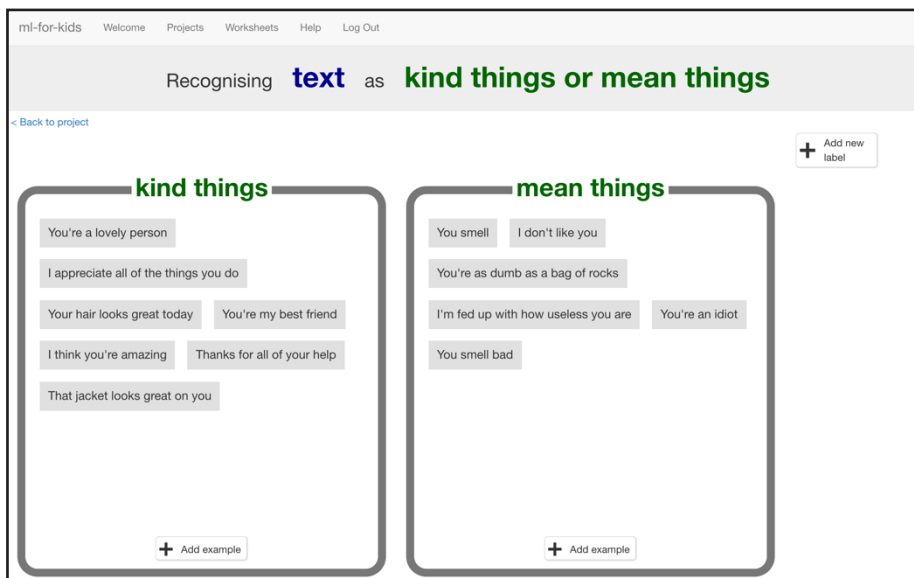 ml-for-kids Welcome Projects Worksheets Help Log Out
Recognising text as kind things or mean things
< Back to project
+ Add new
label
kind things
You're a lovely person
I appreciate all of the things you do
Your hair looks great today You're my best friend
I think you're amazing Thanks for all of your help
That jacket looks great on you
+ Add example
mean things
You smell I don't like you
You're as dumb as a bag of rocks
I'm fed up with how useless you are You're an idiot
You smell bad
+ Add example